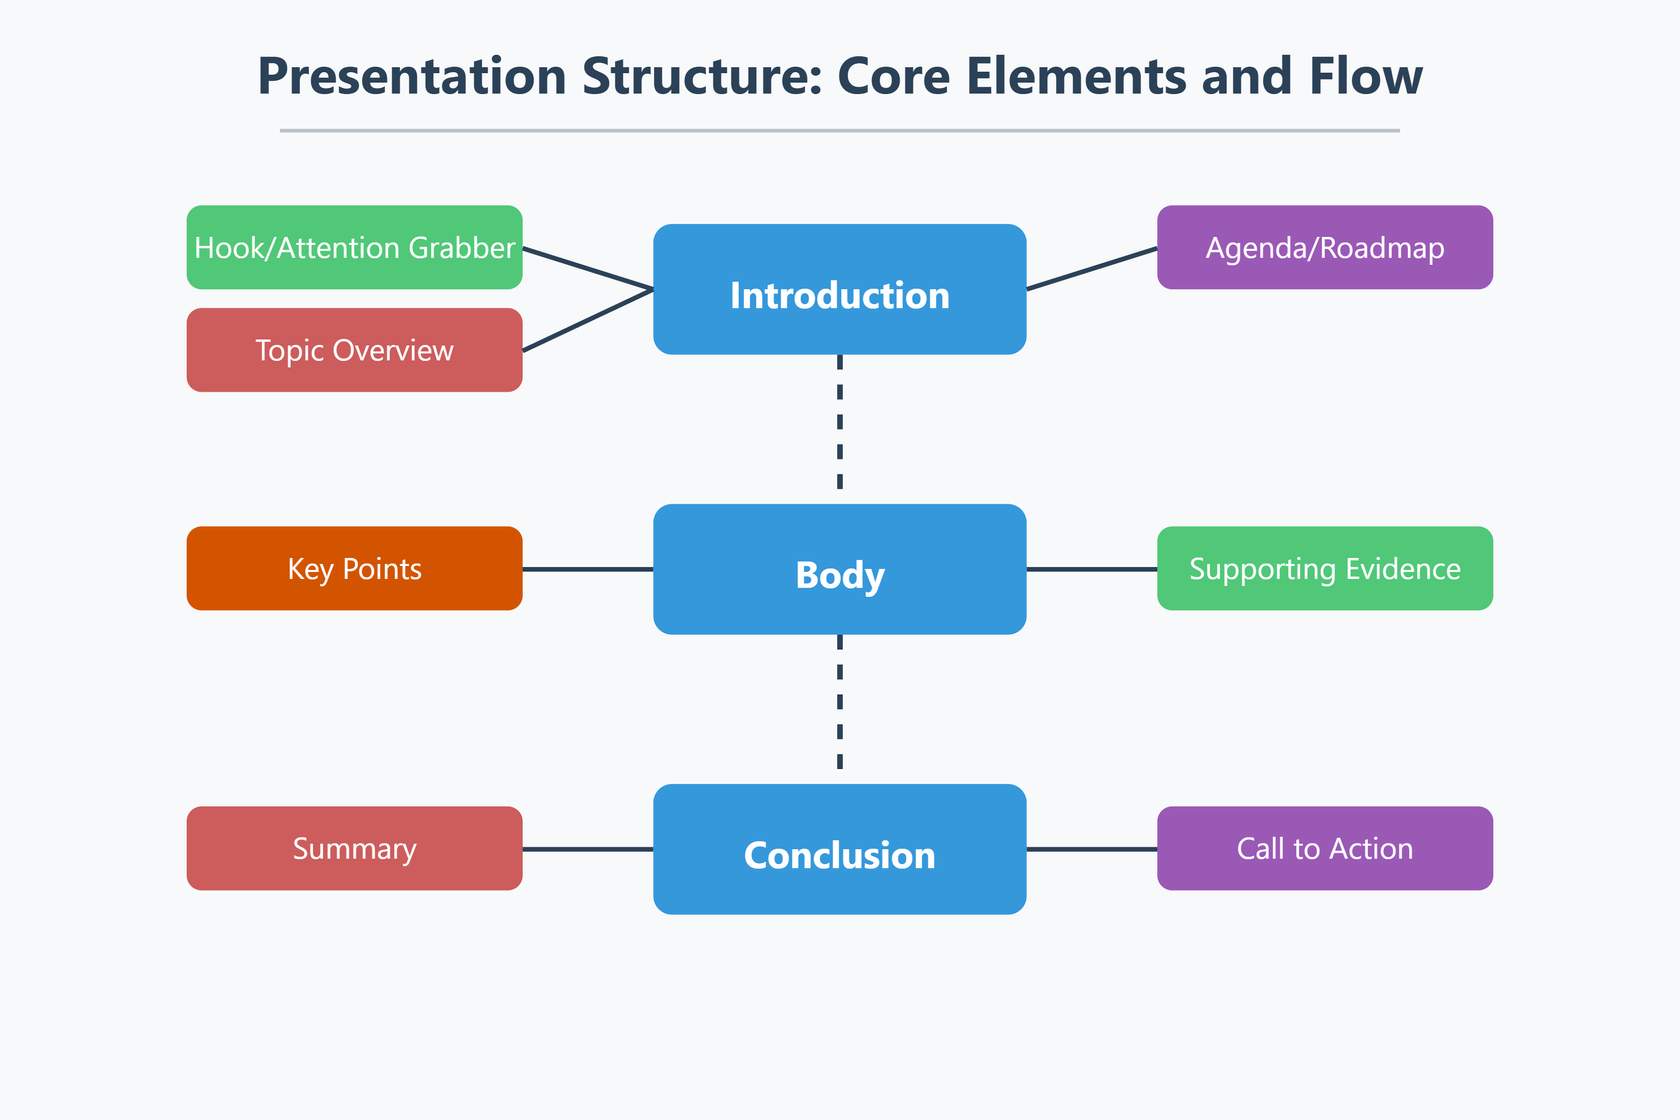 Presentation Structure: Core Elements and Flow
Hook/Attention Grabber
Topic Overview
Introduction
Agenda/Roadmap
Key Points
Body
Supporting Evidence
Summary
Conclusion
Call to Action